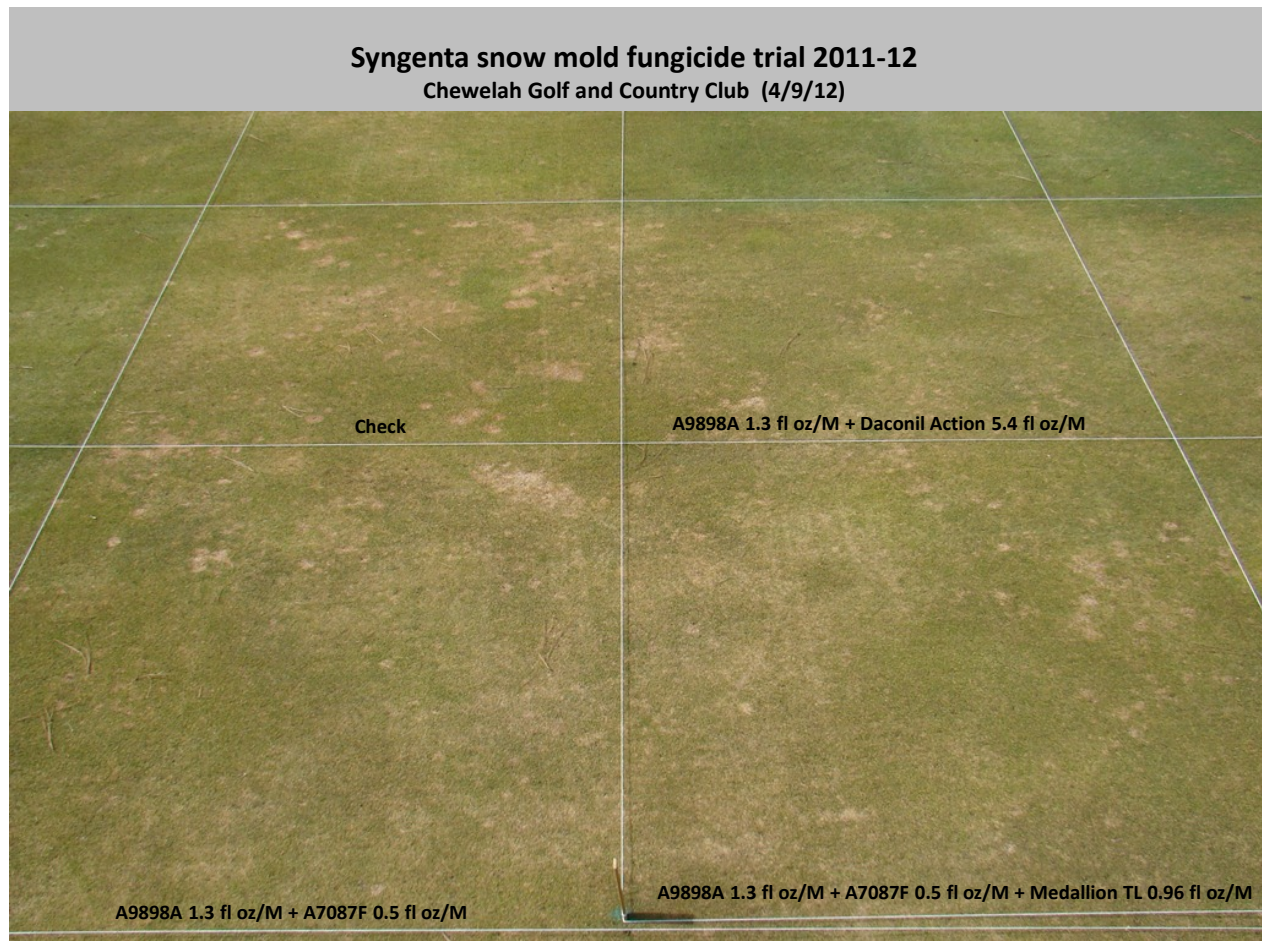 Syngenta snow mold fungicide trial 2011-12
Chewelah Golf and Country Club (4/9/12)
Check
A9898A 1.3 fl oz/M + Daconil Action 5.4 fl oz/M
A9898A 1.3 fl oz/M + A7087F 0.5 fl oz/M
A9898A 1.3 fl oz/M + A7087F 0.5 fl oz/M + Medallion TL 0.96 fl oz/M